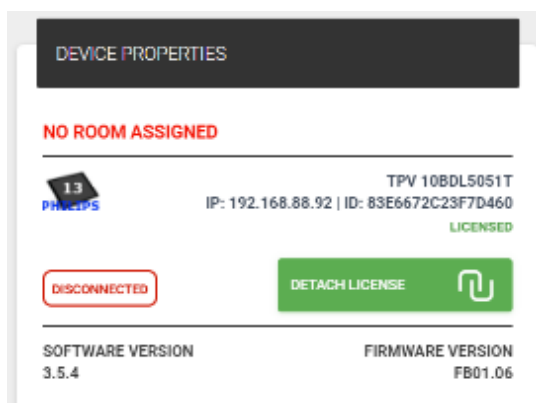 DEVICE PROPERTIES
NO ROOM ASSIGNED
13
PHILIPS
TPV 10BDL5051T
IP: 192.168.88.92 | ID: 83E6672C23F7D460
LICENSED
DISCONNECTED
DETACH LICENSE
SOFTWARE VERSION
3.5.4
FIRMWARE VERSION
FB01.06